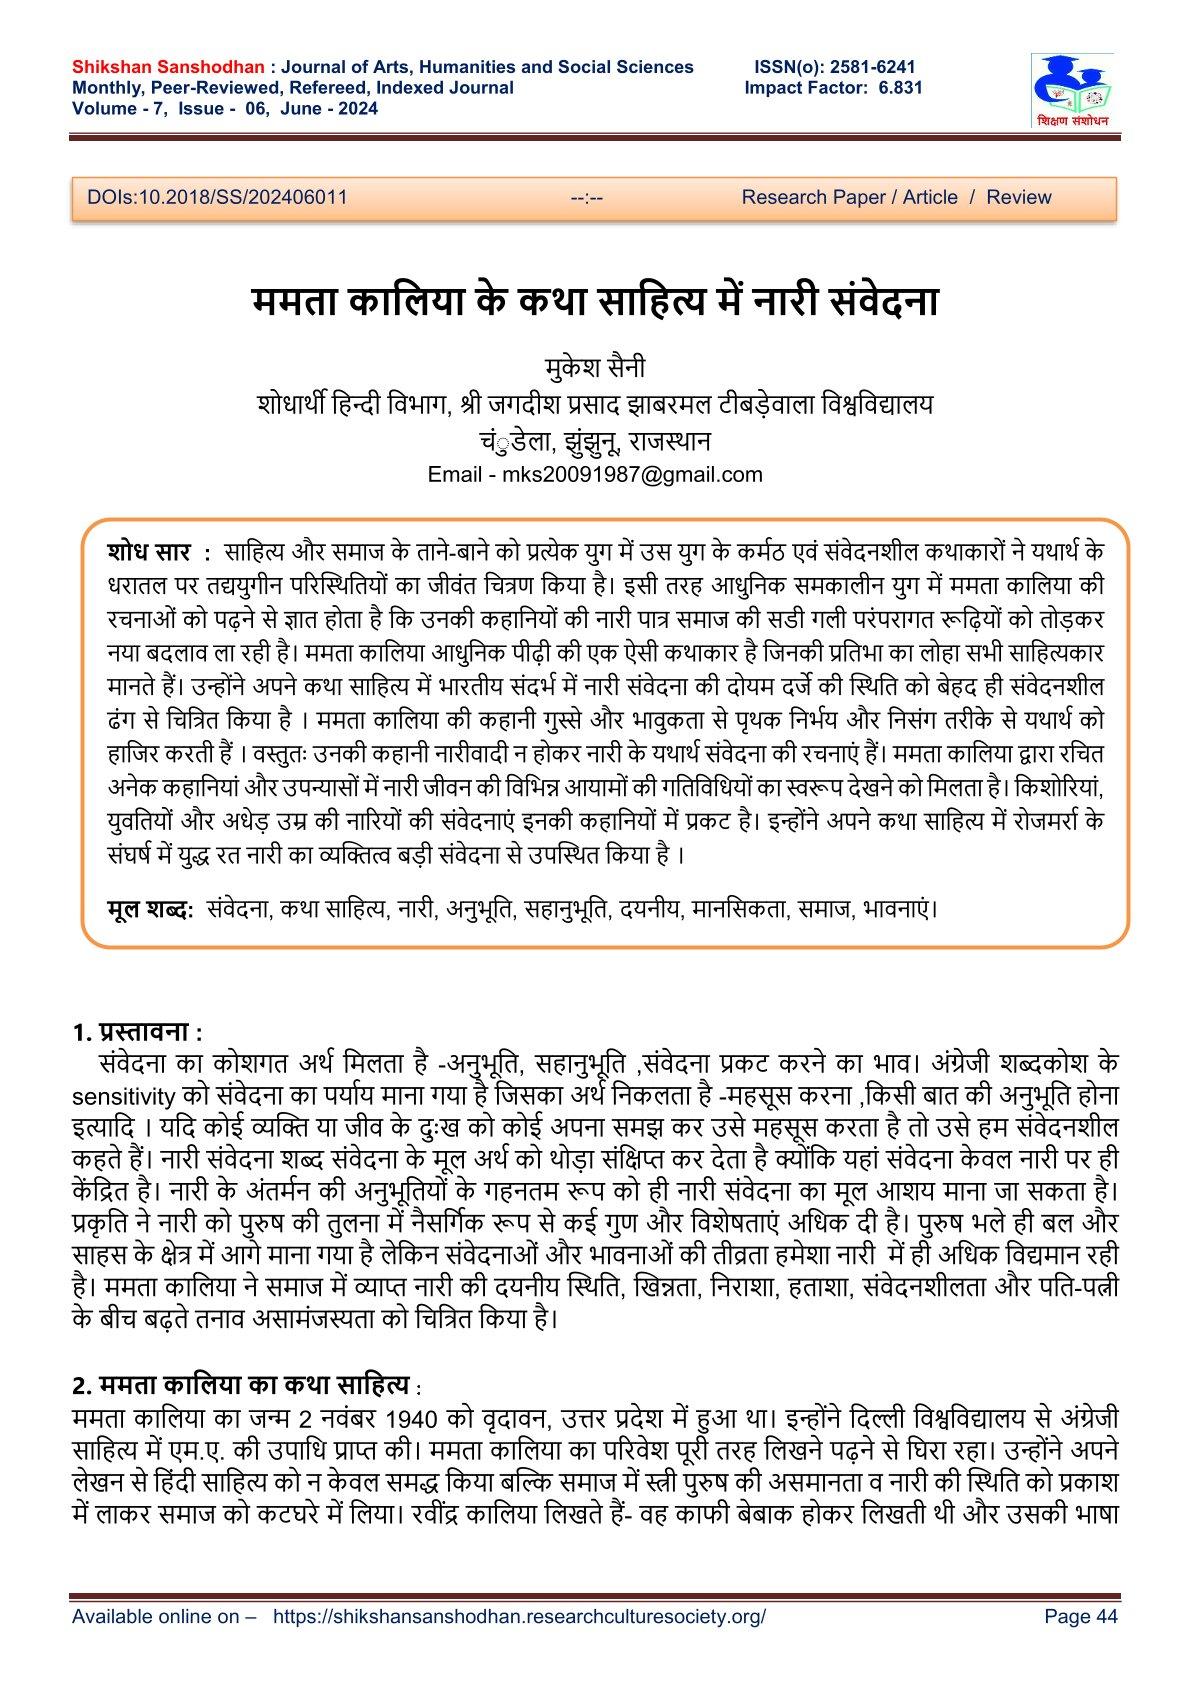 Shikshan Sanshodhan : Journal of Arts, Humanities and Social Sciences ISSN(o): 2581-6241
Monthly, Peer-Reviewed, Refereed, Indexed Journal Impact Factor: 6.831
Volume - 7, Issue - 06, June - 2024
शिक्षण संशोधन
DOIs:10.2018/SS/202406011 --:-- Research Paper / Article / Review
ममता कालिया के कथा साहित्य में नारी संवेदना
मुकेश सैनी
शोधार्थी हिन्दी विभाग, श्री जगदीश प्रसाद झाबरमल टीबड़ेवाला विश्वविद्यालय
चंुडेला, झुंझुनू, राजस्थान
Email - mks20091987@gmail.com
शोध सार : साहित्य और समाज के ताने-बाने को प्रत्येक युग में उस युग के कर्मठ एवं संवेदनशील कथाकारों ने यथार्थ के
धरातल पर तद्ययुगीन परिस्थितियों का जीवंत चित्रण किया है। इसी तरह आधुनिक समकालीन युग में ममता कालिया की
रचनाओं को पढ़ने से ज्ञात होता है कि उनकी कहानियों की नारी पात्र समाज की सडी गली परंपरागत रूढ़ियों को तोड़कर
नया बदलाव ला रही है। ममता कालिया आधुनिक पीढ़ी की एक ऐसी कथाकार है जिनकी प्रतिभा का लोहा सभी साहित्यकार
मानते हैं। उन्होंने अपने कथा साहित्य में भारतीय संदर्भ में नारी संवेदना की दोयम दर्जे की स्थिति को बेहद ही संवेदनशील
ढंग से चित्रित किया है । ममता कालिया की कहानी गुस्से और भावुकता से पृथक निर्भय और निसंग तरीके से यथार्थ को
हाजिर करती हैं । वस्तुतः उनकी कहानी नारीवादी न होकर नारी के यथार्थ संवेदना की रचनाएं हैं। ममता कालिया द्वारा रचित
अनेक कहानियां और उपन्यासों में नारी जीवन की विभिन्न आयामों की गतिविधियों का स्वरूप देखने को मिलता है। किशोरियां,
युवतियों और अधेड़ उम्र की नारियों की संवेदनाएं इनकी कहानियों में प्रकट है। इन्होंने अपने कथा साहित्य में रोजमर्रा के
संघर्ष में युद्ध रत नारी का व्यक्तित्व बड़ी संवेदना से उपस्थित किया है ।
मूल शब्द: संवेदना, कथा साहित्य, नारी, अनुभूति, सहानुभूति, दयनीय, मानसिकता, समाज, भावनाएं।
1. प्रस्तावना :
संवेदना का कोशगत अर्थ मिलता है -अनुभूति, सहानुभूति ,संवेदना प्रकट करने का भाव। अंग्रेजी शब्दकोश के
sensitivity को संवेदना का पर्याय माना गया है जिसका अर्थ निकलता है -महसूस करना ,किसी बात की अनुभूति होना
इत्यादि । यदि कोई व्यक्ति या जीव के दुःख को कोई अपना समझ कर उसे महसूस करता है तो उसे हम संवेदनशील
कहते हैं। नारी संवेदना शब्द संवेदना के मूल अर्थ को थोड़ा संक्षिप्त कर देता है क्योंकि यहां संवेदना केवल नारी पर ही
केंद्रित है। नारी के अंतर्मन की अनुभूतियों के गहनतम रूप को ही नारी संवेदना का मूल आशय माना जा सकता है।
प्रकृति ने नारी को पुरुष की तुलना में नैसर्गिक रूप से कई गुण और विशेषताएं अधिक दी है। पुरुष भले ही बल और
साहस के क्षेत्र में आगे माना गया है लेकिन संवेदनाओं और भावनाओं की तीव्रता हमेशा नारी में ही अधिक विद्यमान रही
है। ममता कालिया ने समाज में व्याप्त नारी की दयनीय स्थिति, खिन्नता, निराशा, हताशा, संवेदनशीलता और पति-पत्नी
के बीच बढ़ते तनाव असामंजस्यता को चित्रित किया है।
2. ममता कालिया का कथा साहित्य :
ममता कालिया का जन्म 2 नवंबर 1940 को वृदावन, उत्तर प्रदेश में हुआ था। इन्होंने दिल्ली विश्वविद्यालय से अंग्रेजी
साहित्य में एम.ए. की उपाधि प्राप्त की। ममता कालिया का परिवेश पूरी तरह लिखने पढ़ने से घिरा रहा। उन्होंने अपने
लेखन से हिंदी साहित्य को न केवल समद्ध किया बल्कि समाज में स्त्री पुरुष की असमानता व नारी की स्थिति को प्रकाश
में लाकर समाज को कटघरे में लिया। रवींद्र कालिया लिखते हैं- वह काफी बेबाक होकर लिखती थी और उसकी भाषा
Available online on – https://shikshansanshodhan.researchculturesociety.org/ Page 44